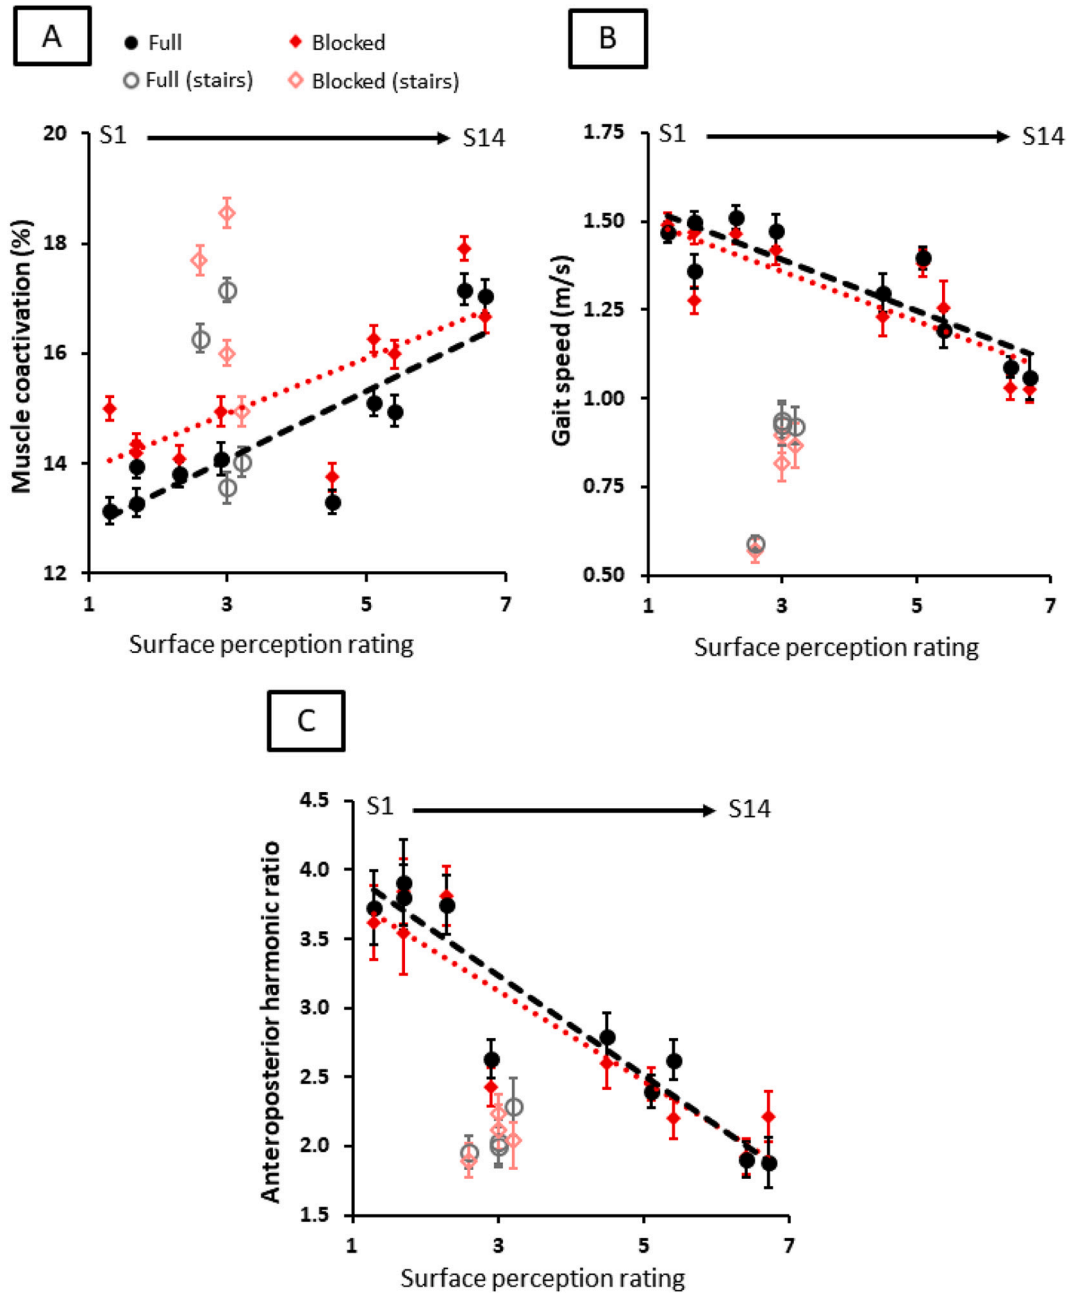 A
Full
Blocked
Full (stairs)
Blocked (stairs)
B
20
S1
S14
18
16
14
12
Muscle coactivation (%)
1
3
5
7
Surface perception rating
1.75
S1
S14
1.50
1.25
1.00
0.75
0.50
Gait speed (m/s)
1
3
5
7
Surface perception rating
C
4.5
S1
S14
4.0
3.5
3.0
2.5
2.0
1.5
Anteroposterior harmonic ratio
1
3
5
7
Surface perception rating